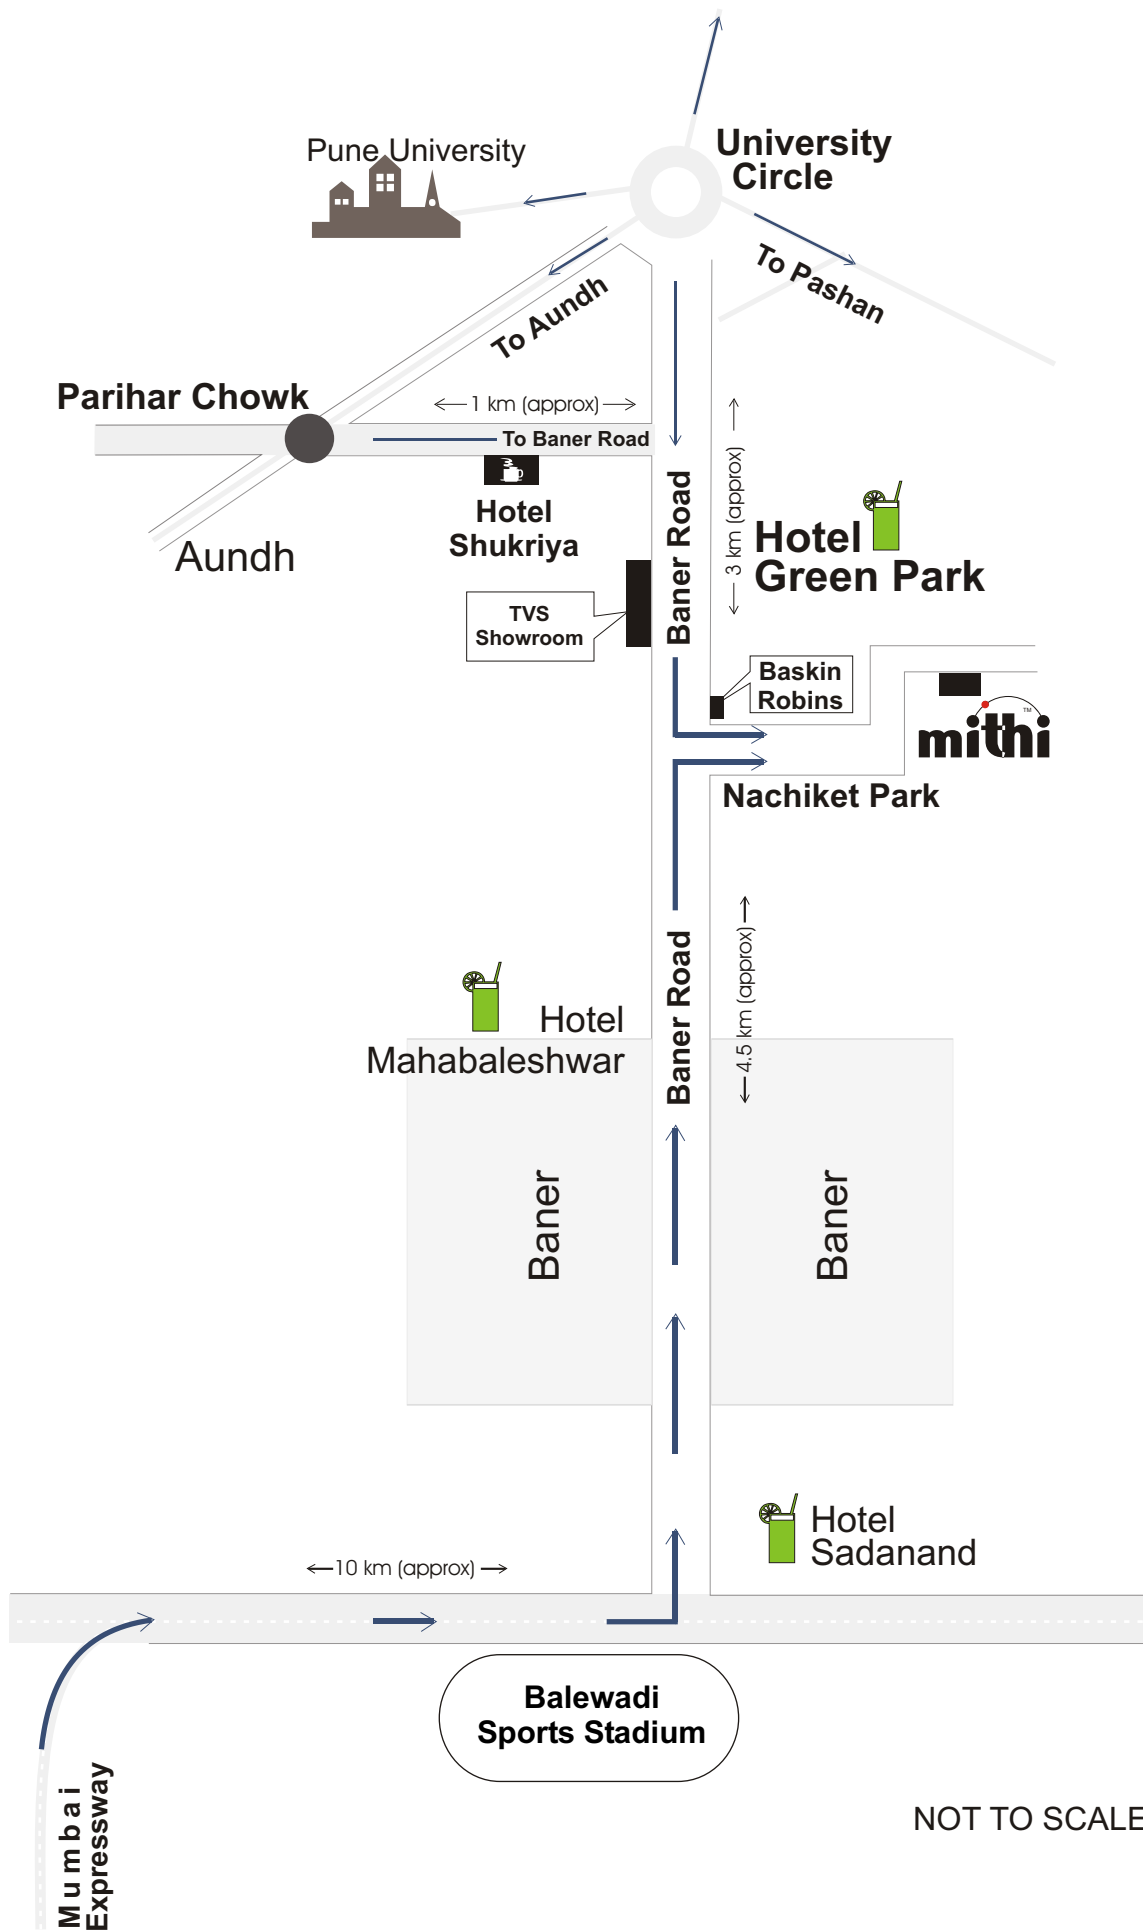 University
Circle
Pune University
To Pashan
To Aundh
Parihar Chowk
1 km (approx)
To Baner Road
3 km (approx)
Baner Road
Hotel
Shukriya
Hotel
Green Park
Aundh
TVS
Showroom
Baskin
Robins
mithi
TM
Nachiket Park
4.5 km (approx)
Baner Road
Hotel
Mahabaleshwar
Baner
Baner
Hotel
Sadanand
10 km (approx)
Balewadi
Sports Stadium
Mumbai
Expressway
NOT TO SCALE